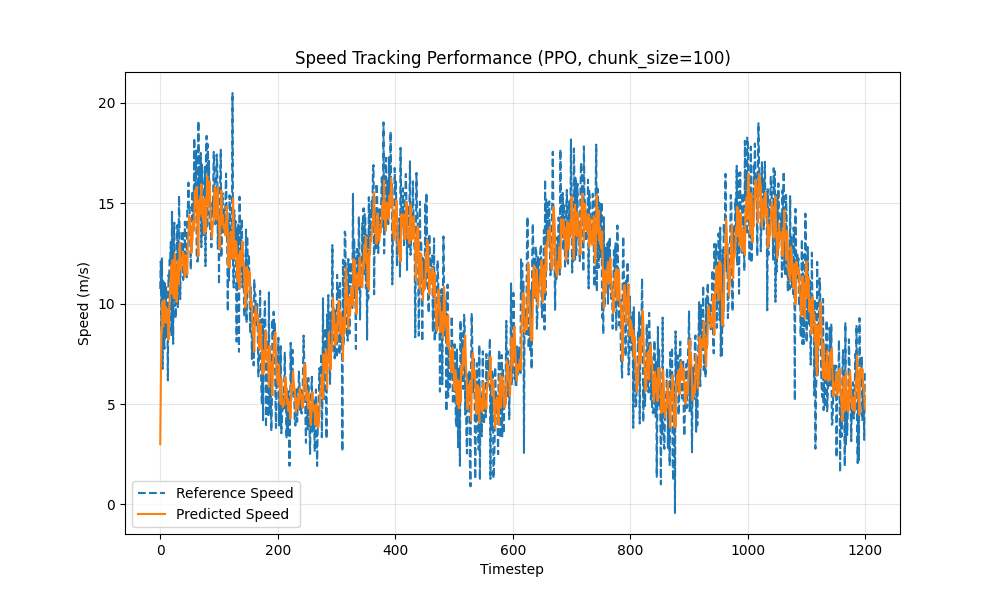 Speed Tracking Performance (PPO, chunk_size=100)
Speed (m/s)
20
15
10
5
0
Reference Speed
Predicted Speed
0 200 400 600 800 1000 1200
Timestep